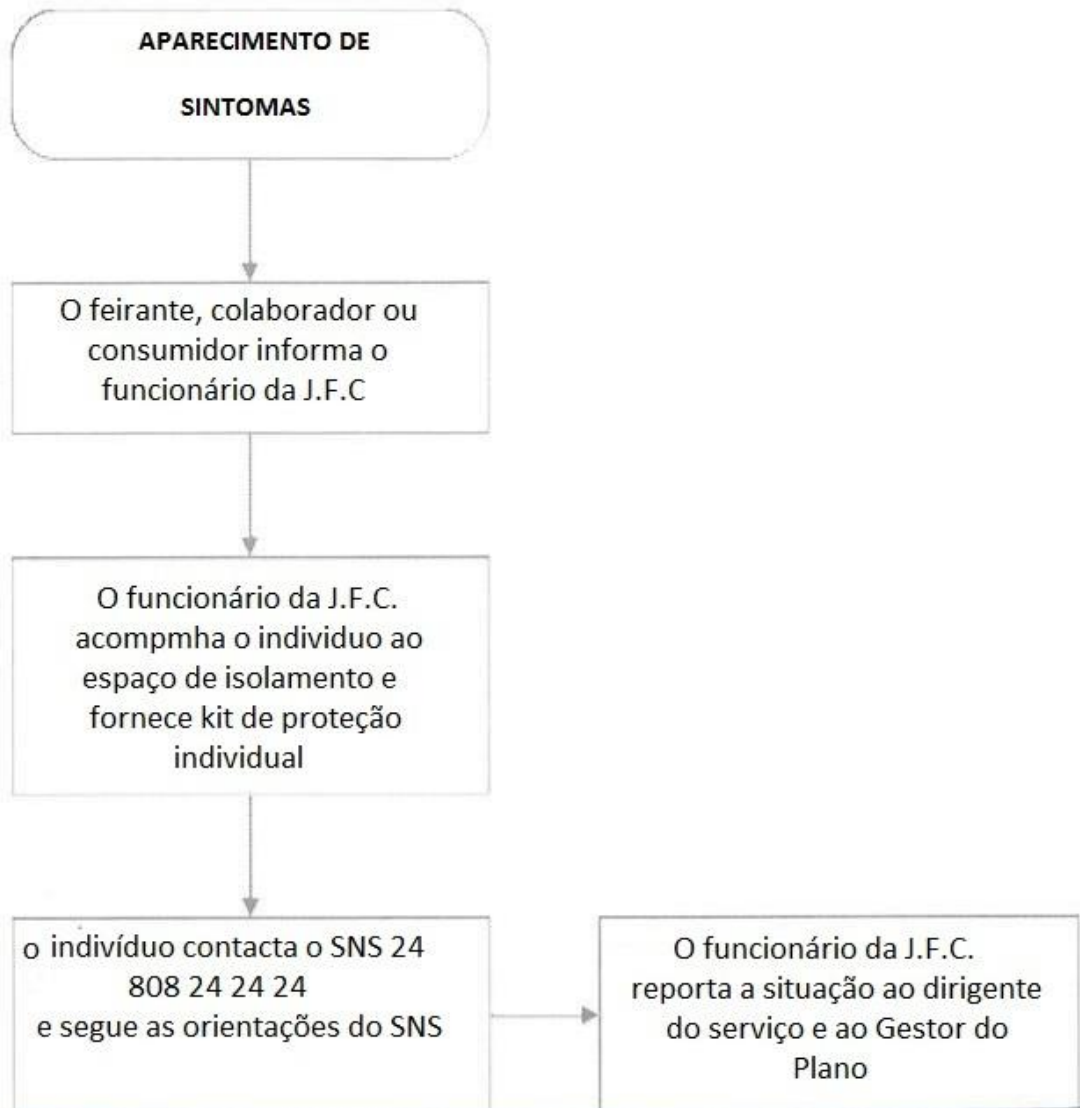 APARECIMENTO DE
SINTOMAS
O feirante, colaborador ou
consumidor informa o
funcionário da J.F.C
O funcionário da J.F.C.
acompmha o individuo ao
espaço de isolamento e
fornece kit de proteção
individual
o indivíduo contacta o SNS 24
808 24 24 24
e segue as orientações do SNS
O funcionário da J.F.C.
reporta a situação ao dirigente
do serviço e ao Gestor do
Plano